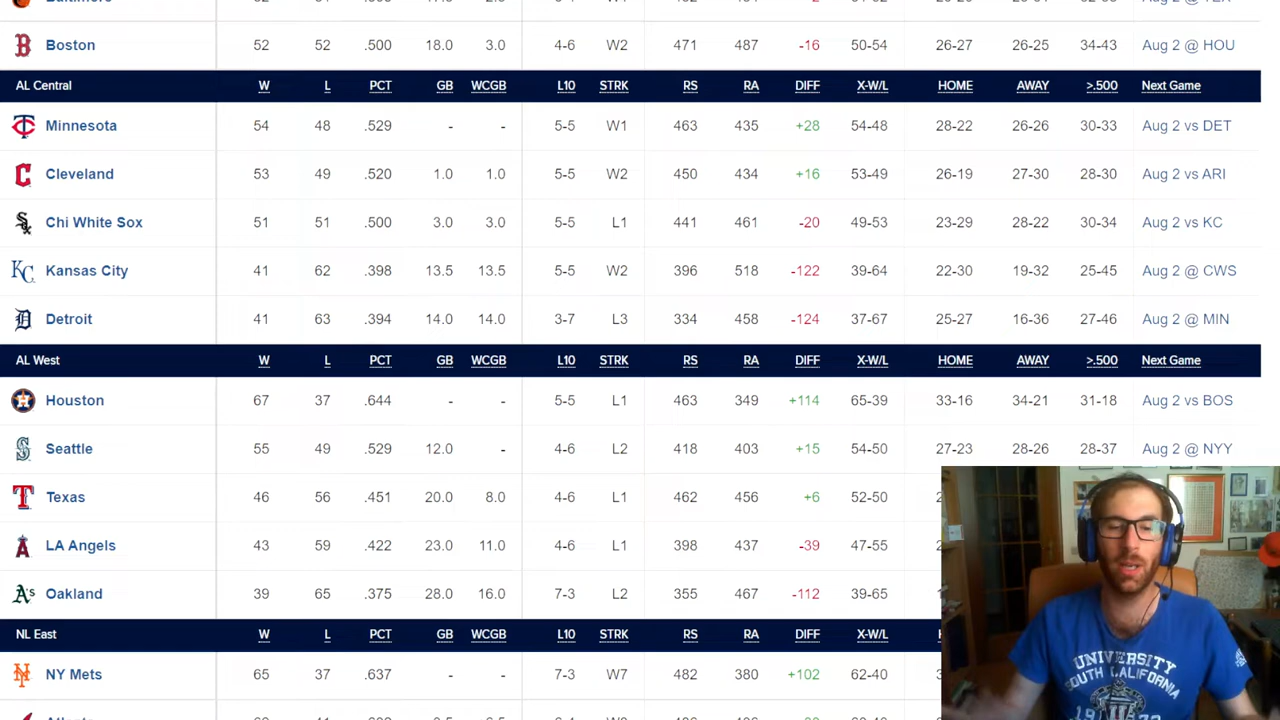 Boston 52 52 .500 18.0 3.0 4-6 W2 471 487 -16 50-54 26-27 26-25 34-43 Aug 2 @ HOU
AL Central W L PCT GB WCGB L10 STRK RS RA DIFF X-W/L HOME AWAY >.500 Next Game
Minnesota 54 48 .529 - - 5-5 W1 463 435 +28 54-48 28-22 26-26 30-33 Aug 2 vs DET
Cleveland 53 49 .520 1.0 1.0 5-5 W2 450 434 +16 53-49 26-19 27-30 28-30 Aug 2 vs ARI
Chi White Sox 51 51 .500 3.0 3.0 5-5 L1 441 461 -20 49-53 23-29 28-22 30-34 Aug 2 vs KC
Kansas City 41 62 .398 13.5 13.5 5-5 W2 396 518 -122 39-64 22-30 19-32 25-45 Aug 2 @ CWS
Detroit 41 63 .394 14.0 14.0 3-7 L3 334 458 -124 37-67 25-27 16-36 27-46 Aug 2 @ MIN
AL West W L PCT GB WCGB L10 STRK RS RA DIFF X-W/L HOME AWAY >.500 Next Game
Houston 67 37 .644 - - 5-5 L1 463 349 +114 65-39 33-16 34-21 31-18 Aug 2 vs BOS
Seattle 55 49 .529 12.0 - 4-6 L2 418 403 +15 54-50 27-23 28-26 28-37 Aug 2 @ NYY
Texas 46 56 .451 20.0 8.0 4-6 L1 462 456 +6 52-50
LA Angels 43 59 .422 23.0 11.0 4-6 L1 398 437 -39 47-55
Oakland 39 65 .375 28.0 16.0 7-3 L2 355 467 -112 39-65
NL East W L PCT GB WCGB L10 STRK RS RA DIFF X-W/L
NY Mets 65 37 .637 - - 7-3 W7 482 380 +102 62-40
UNIVERSITY
SOUTH CALIFORNIA